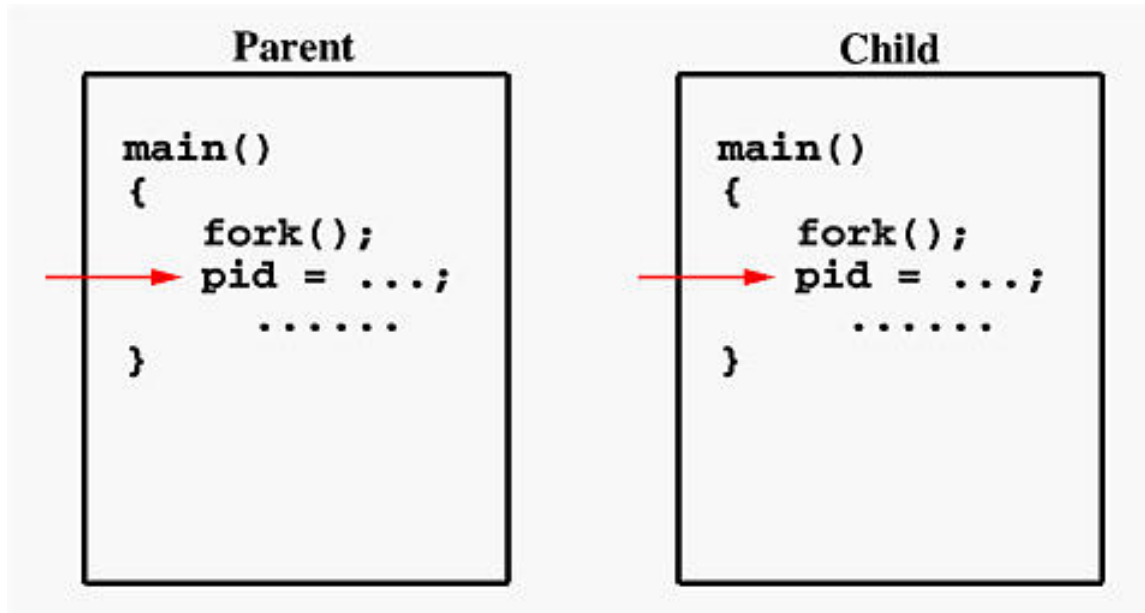 Parent
main()
{
fork();
pid = ...;
......
}
Child
main()
{
fork();
pid = ...;
......
}